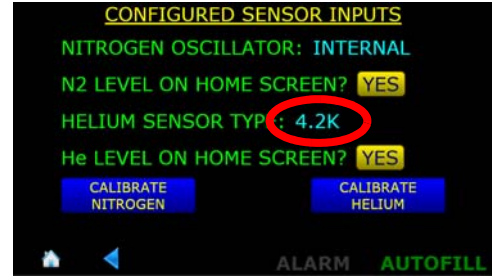 CONFIGURED SENSOR INPUTS
NITROGEN OSCILLATOR: INTERNAL
N2 LEVEL ON HOME SCREEN? YES
HELIUM SENSOR TYPE: 4.2K
He LEVEL ON HOME SCREEN? YES
CALIBRATE
NITROGEN
CALIBRATE
HELIUM
ALARM AUTOFILL